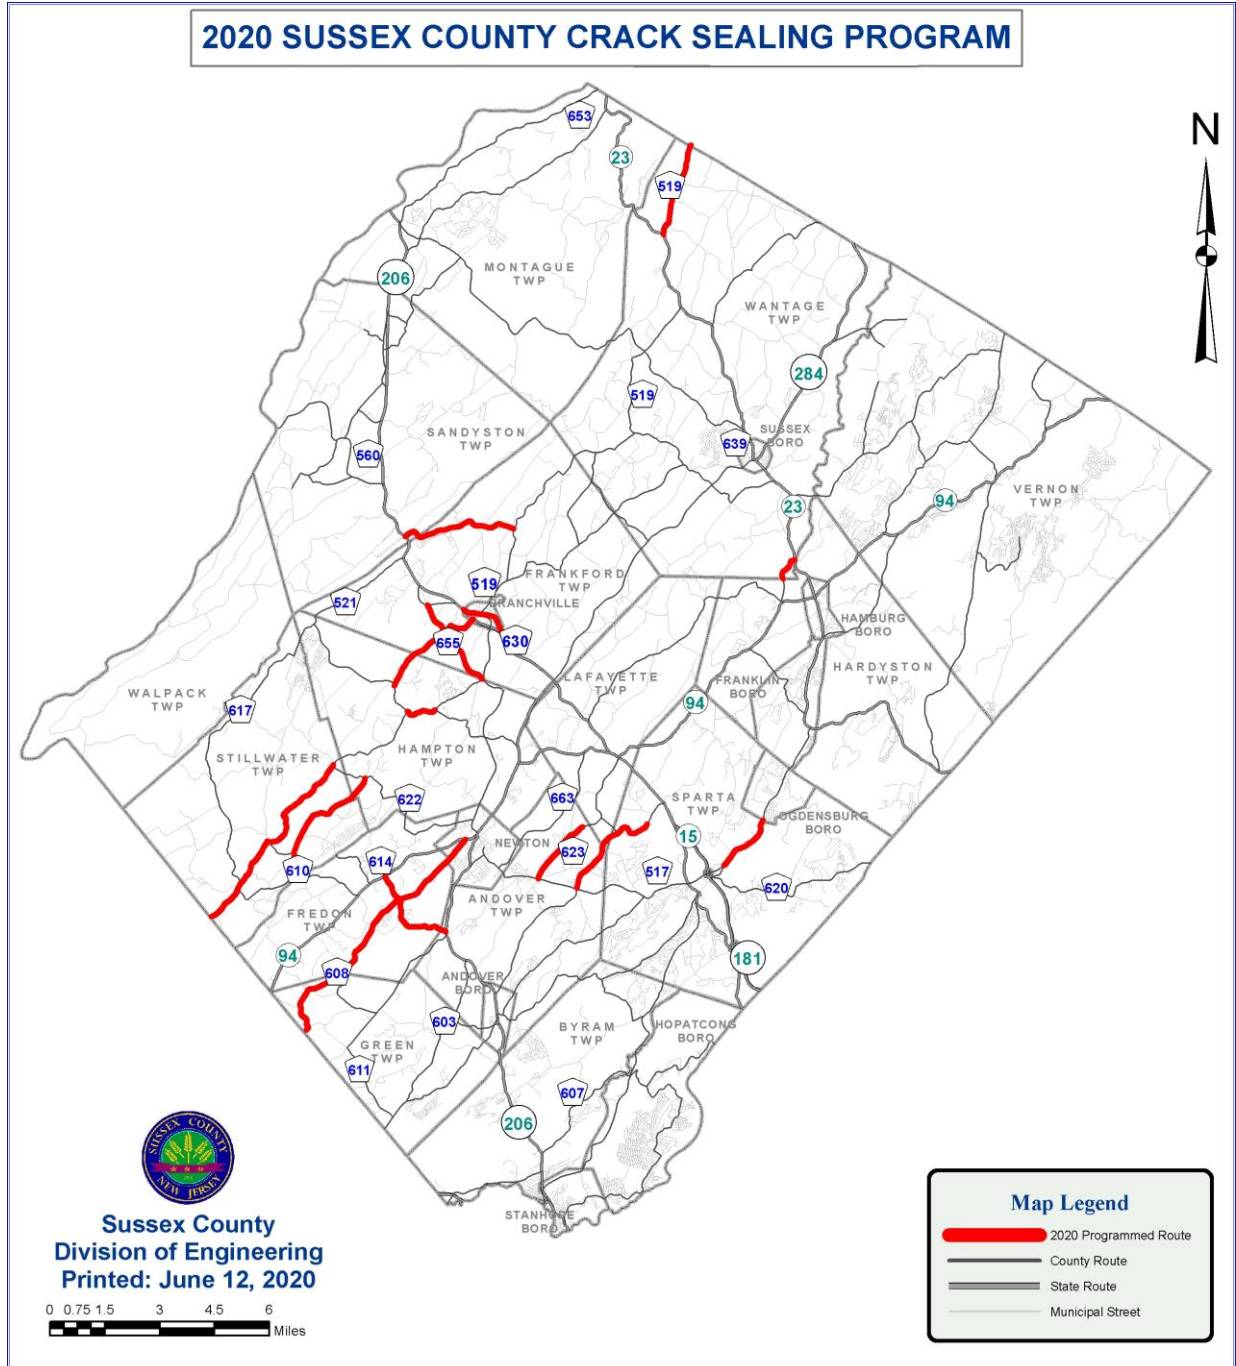 2020 SUSSEX COUNTY CRACK SEALING PROGRAM
653
N
23
519
MONTAGUE
TWP
206
WANTAGE
TWP
284
519
SANDYSTON
TWP
SUSSEX
BORO
639
560
VERNON
TWP
94
23
FRANKFORD
TWP
519
BRANCHVILLE
521
HAMBURG
BORO
655
630
HARDYSTON
TWP
LAFAYETTE
TWP
FRANKLIN
BORO
WALPACK
TWP
94
617
HAMPTON
TWP
STILLWATER
TWP
622
663
SPARTA
TWP
OGDENSBURG
BORO
15
NEWTON
623
614
610
517
620
ANDOVER
TWP
FREDON
TWP
94
181
608
ANDOVER
BORO
603
BYRAM
TWP
HOPATCONG
BORO
GREEN
TWP
611
607
206
SUSSEX COUNTY
NEW JERSEY
STANHOPE
BORO
Sussex County
Division of Engineering
Printed: June 12, 2020
0 0.75 1.5 3 4.5 6
Miles
Map Legend
2020 Programmed Route
County Route
State Route
Municipal Street